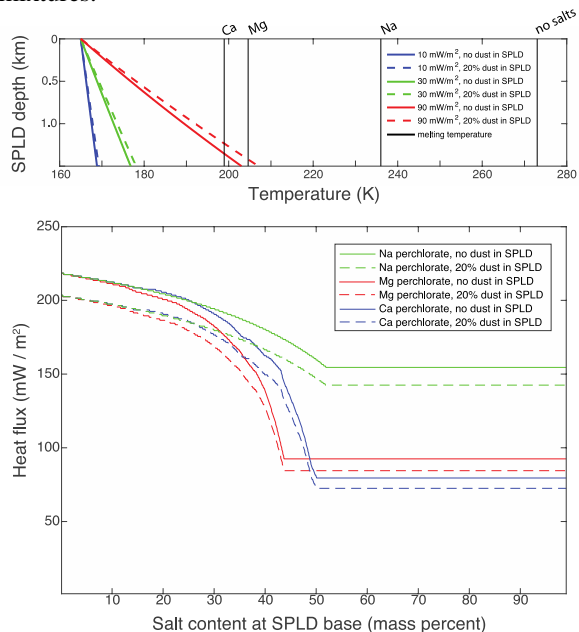 Ca
Mg
Na
no salts
0
0.5
1.0
SPLD depth (km)
10 mW/m², no dust in SPLD
10 mW/m², 20% dust in SPLD
30 mW/m², no dust in SPLD
30 mW/m², 20% dust in SPLD
90 mW/m², no dust in SPLD
90 mW/m², 20% dust in SPLD
melting temperature
160 180 200 220 240 260 280
Temperature (K)
250
200
150
100
50
Heat flux (mW / m²)
Na perchlorate, no dust in SPLD
Na perchlorate, 20% dust in SPLD
Mg perchlorate, no dust in SPLD
Mg perchlorate, 20% dust in SPLD
Ca perchlorate, no dust in SPLD
Ca perchlorate, 20% dust in SPLD
10 20 30 40 50 60 70 80 90
Salt content at SPLD base (mass percent)